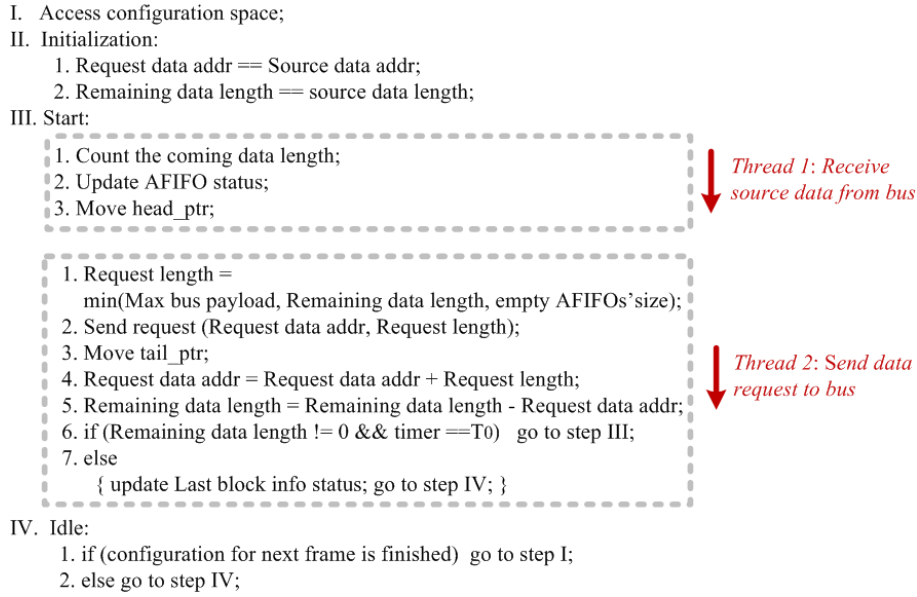 I. Access configuration space;
II. Initialization:
1. Request data addr == Source data addr;
2. Remaining data length == source data length;
III. Start:
1. Count the coming data length;
2. Update AFIFO status;
3. Move head_ptr;
Thread 1: Receive
source data from bus
1. Request length =
min(Max bus payload, Remaining data length, empty AFIFOs'size);
2. Send request (Request data addr, Request length);
3. Move tail_ptr;
4. Request data addr = Request data addr + Request length;
5. Remaining data length = Remaining data length - Request data addr;
6. if (Remaining data length != 0 && timer ==T0) go to step III;
7. else
{ update Last block info status; go to step IV; }
Thread 2: Send data
request to bus
IV. Idle:
1. if (configuration for next frame is finished) go to step I;
2. else go to step IV;